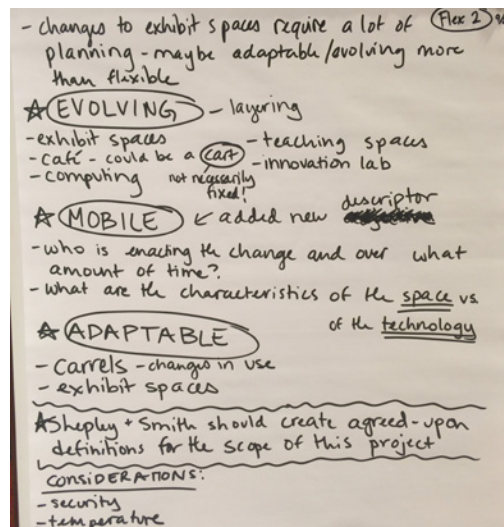 Flex 2
- changes to exhibit spaces require a lot of
planning - maybe adaptable/evolving more
than flexible
☆ EVOLVING - layering
- exhibit spaces - teaching spaces
- café - could be a cart - innovation lab
- computing not necessarily
fixed!
☆ MOBILE ↙ added new descriptor
- who is enacting the change and over what
amount of time?
- what are the characteristics of the space vs.
of the technology
☆ ADAPTABLE
- carrels - changes in use
- exhibit spaces
☆ Shepley + Smith should create agreed-upon
definitions for the scope of this project
CONSIDERATIONS:
- security
- temperature